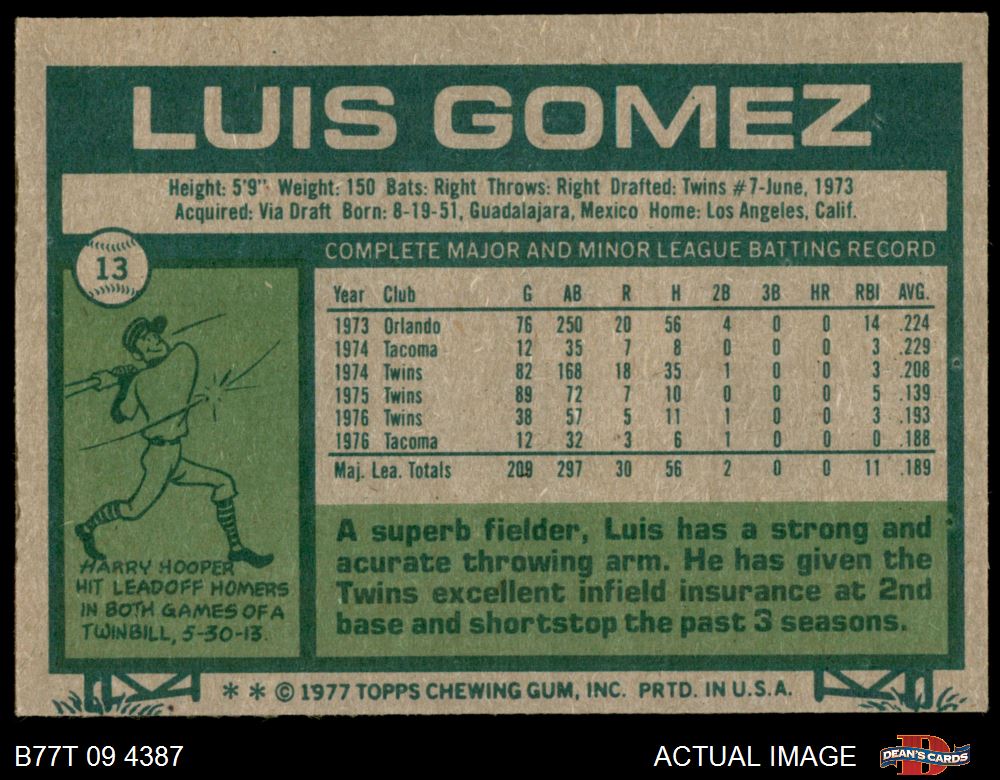 LUIS GOMEZ
Height: 5'9" Weight: 150 Bats: Right Throws: Right Drafted: Twins #7-June, 1973
Acquired: Via Draft Born: 8-19-51, Guadalajara, Mexico Home: Los Angeles, Calif.
13
COMPLETE MAJOR AND MINOR LEAGUE BATTING RECORD
Year Club G AB R H 2B 3B HR RBI AVG.
1973 Orlando 76 250 20 56 4 0 0 14 .224
1974 Tacoma 12 35 7 8 0 0 0 3 .229
1974 Twins 82 168 18 35 1 0 0 3 .208
1975 Twins 89 72 7 10 0 0 0 5 .139
1976 Twins 38 57 5 11 1 0 0 3 .193
1976 Tacoma 12 32 3 6 1 0 0 0 .188
Maj. Lea. Totals 209 297 30 56 2 0 0 11 .189
HARRY HOOPER
HIT LEADOFF HOMERS
IN BOTH GAMES OF A
TWINBILL, 5-30-13.
A superb fielder, Luis has a strong and
acurate throwing arm. He has given the
Twins excellent infield insurance at 2nd
base and shortstop the past 3 seasons.
* * © 1977 TOPPS CHEWING GUM, INC. PRTD. IN U.S.A.
B77T 09 4387
ACTUAL IMAGE
DEAN'S CARDS